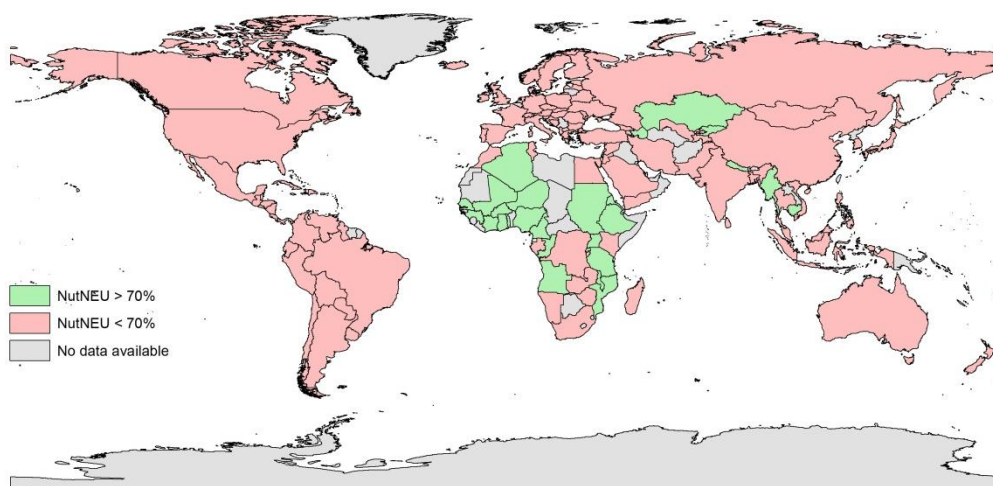 NutNEU > 70%
NutNEU < 70%
No data available